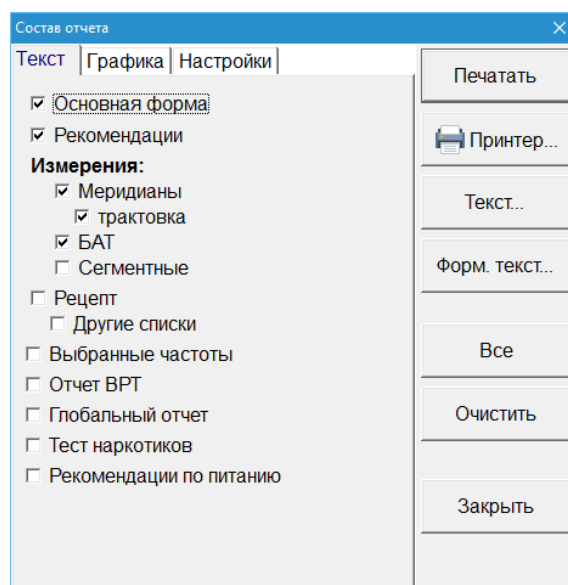 Состав отчета
Текст Графика Настройки
Основная форма
Рекомендации
Измерения:
Меридианы
трактовка
БАТ
Сегментные
Рецепт
Другие списки
Выбранные частоты
Отчет ВРТ
Глобальный отчет
Тест наркотиков
Рекомендации по питанию
Печатать
Принтер...
Текст...
Форм. текст...
Все
Очистить
Закрыть